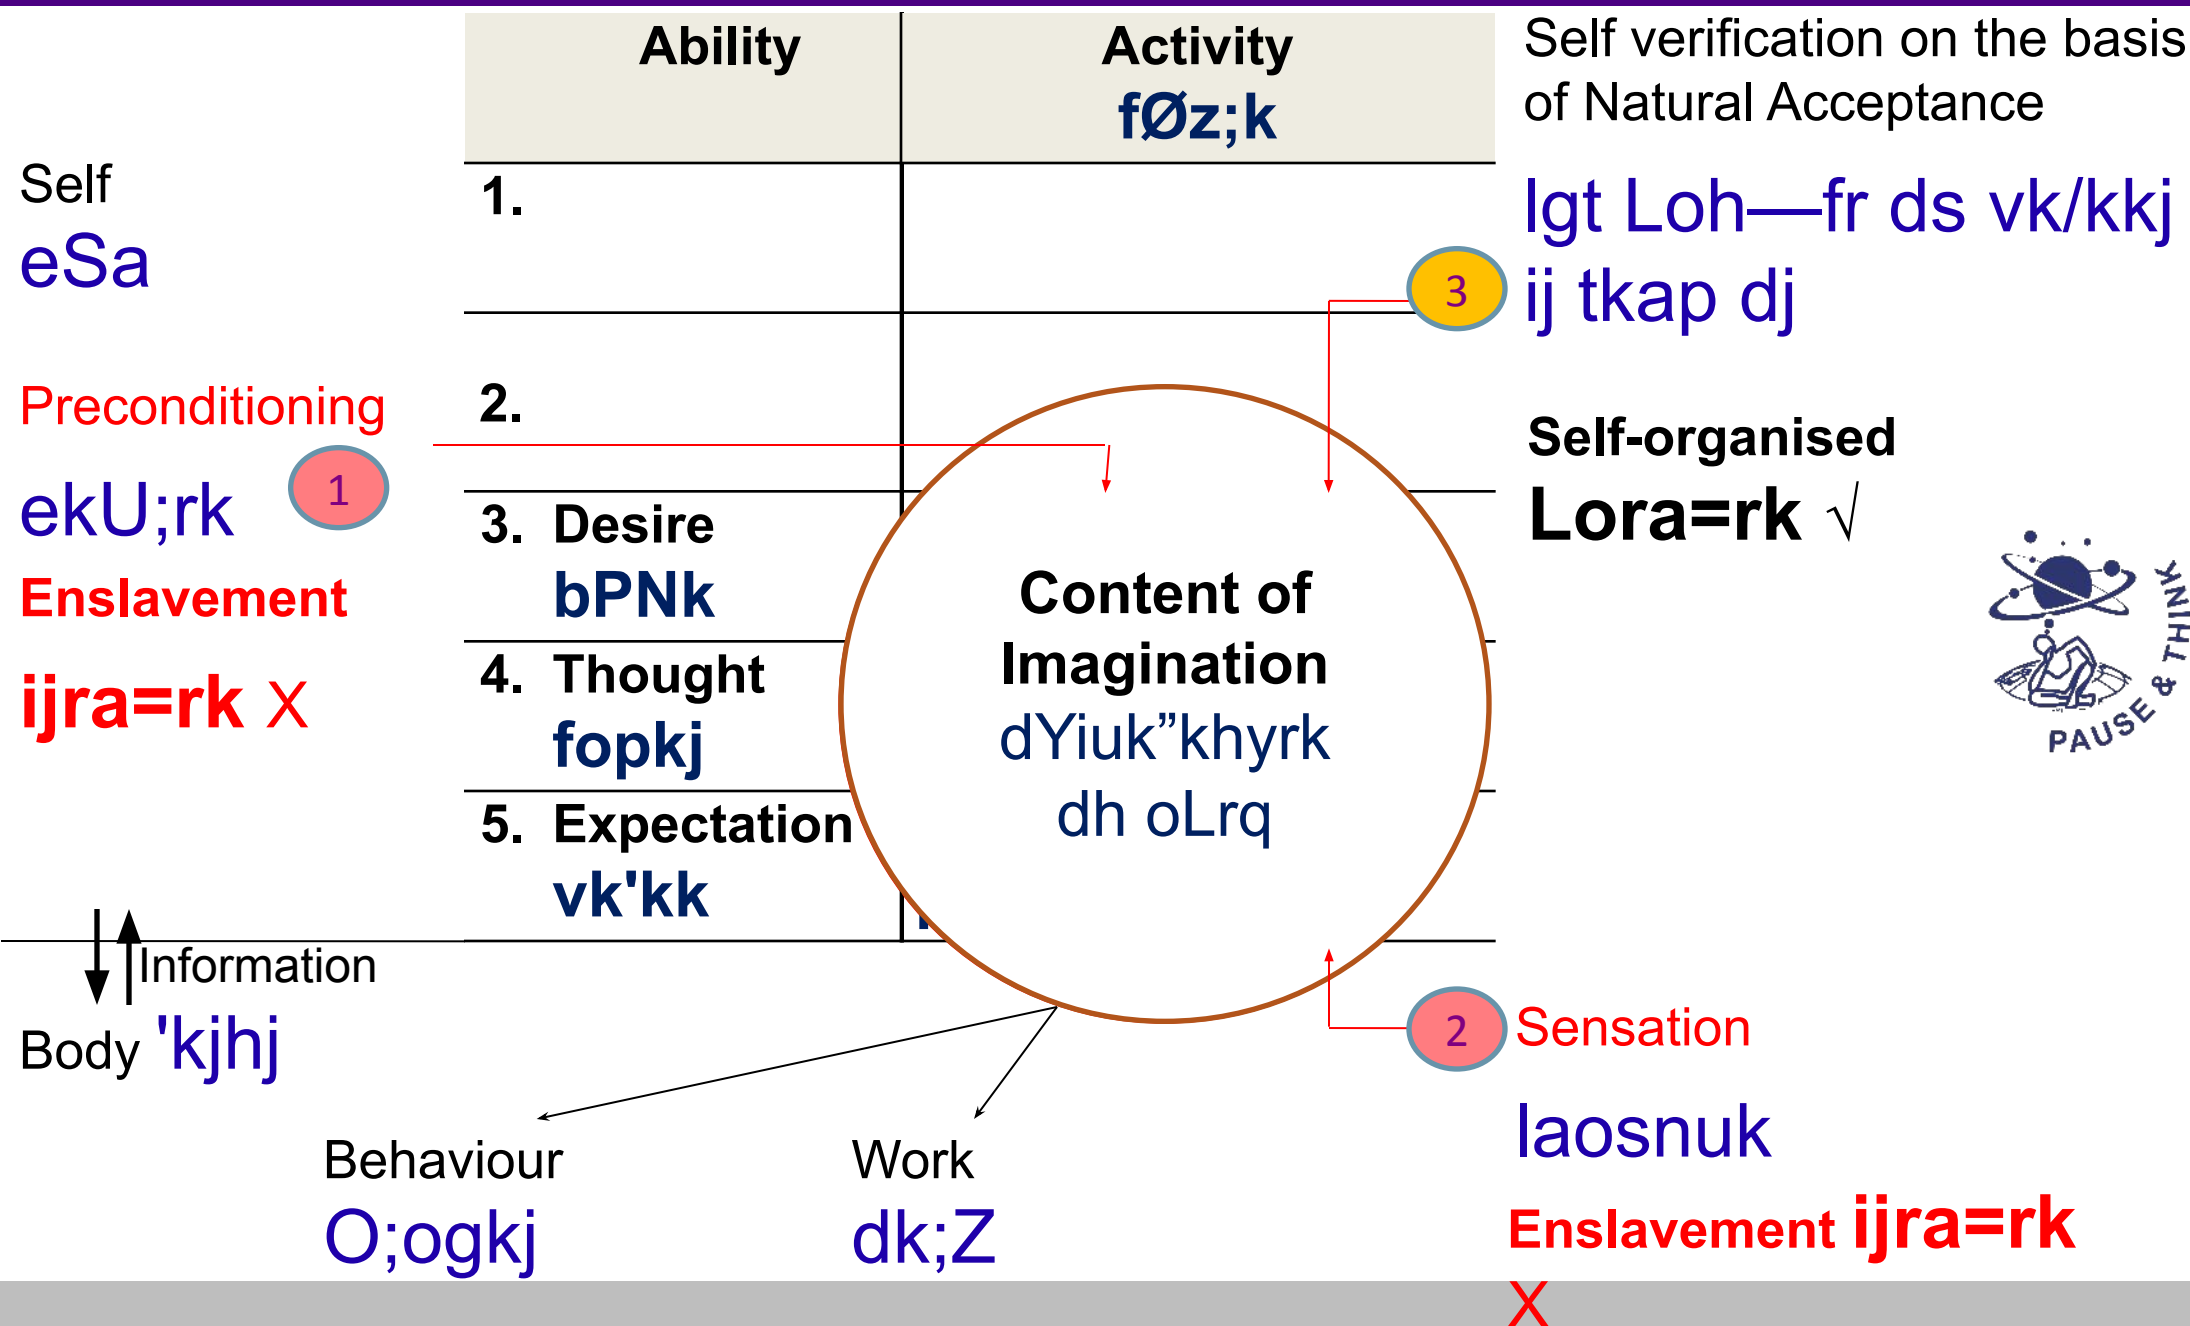 Ability
Activity
fØz;k
Self verification on the basis
of Natural Acceptance
lgt Loh—fr ds vk/kkj
ij tkap dj
Self
eSa
1.
3
Preconditioning
ekU;rk
1
Enslavement
ijra=rk X
2.
Self-organised
Lora=rk √
3. Desire
bPNk
4. Thought
fopkj
5. Expectation
vk'kk
Content of
Imagination
dYiuk”khyrk
dh oLrq
PAUSE & THINK
Information
Body 'kjhj
2
Sensation
laosnuk
Enslavement ijra=rk
X
Behaviour
O;ogkj
Work
dk;Z